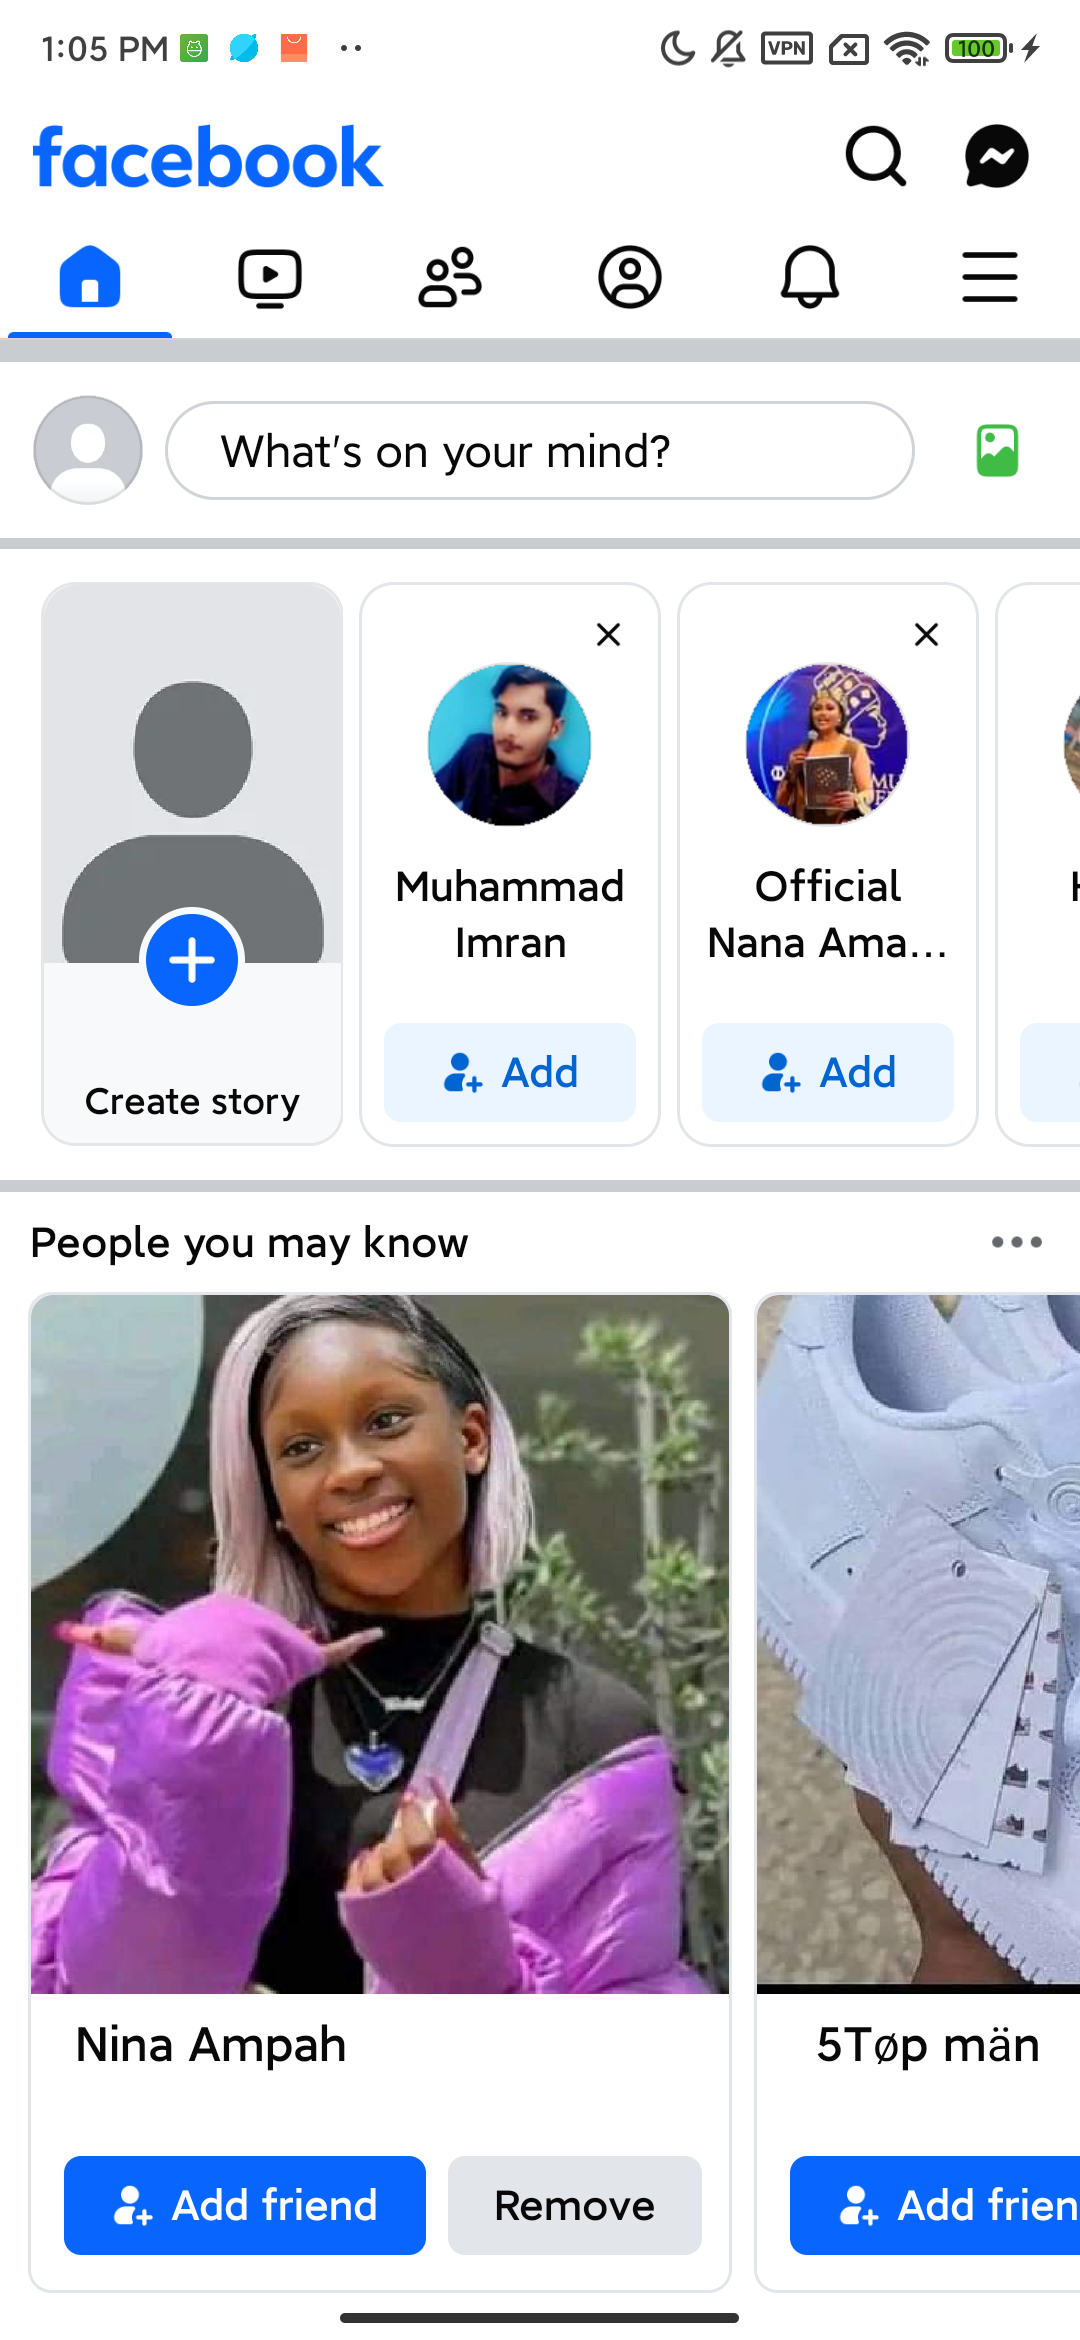 1:05 PM
VPN
100
facebook
What's on your mind?
Create story
Muhammad
Imran
Add
Official
Nana Ama...
Add
People you may know
Nina Ampah
Add friend
Remove
5Tøp män
Add frien